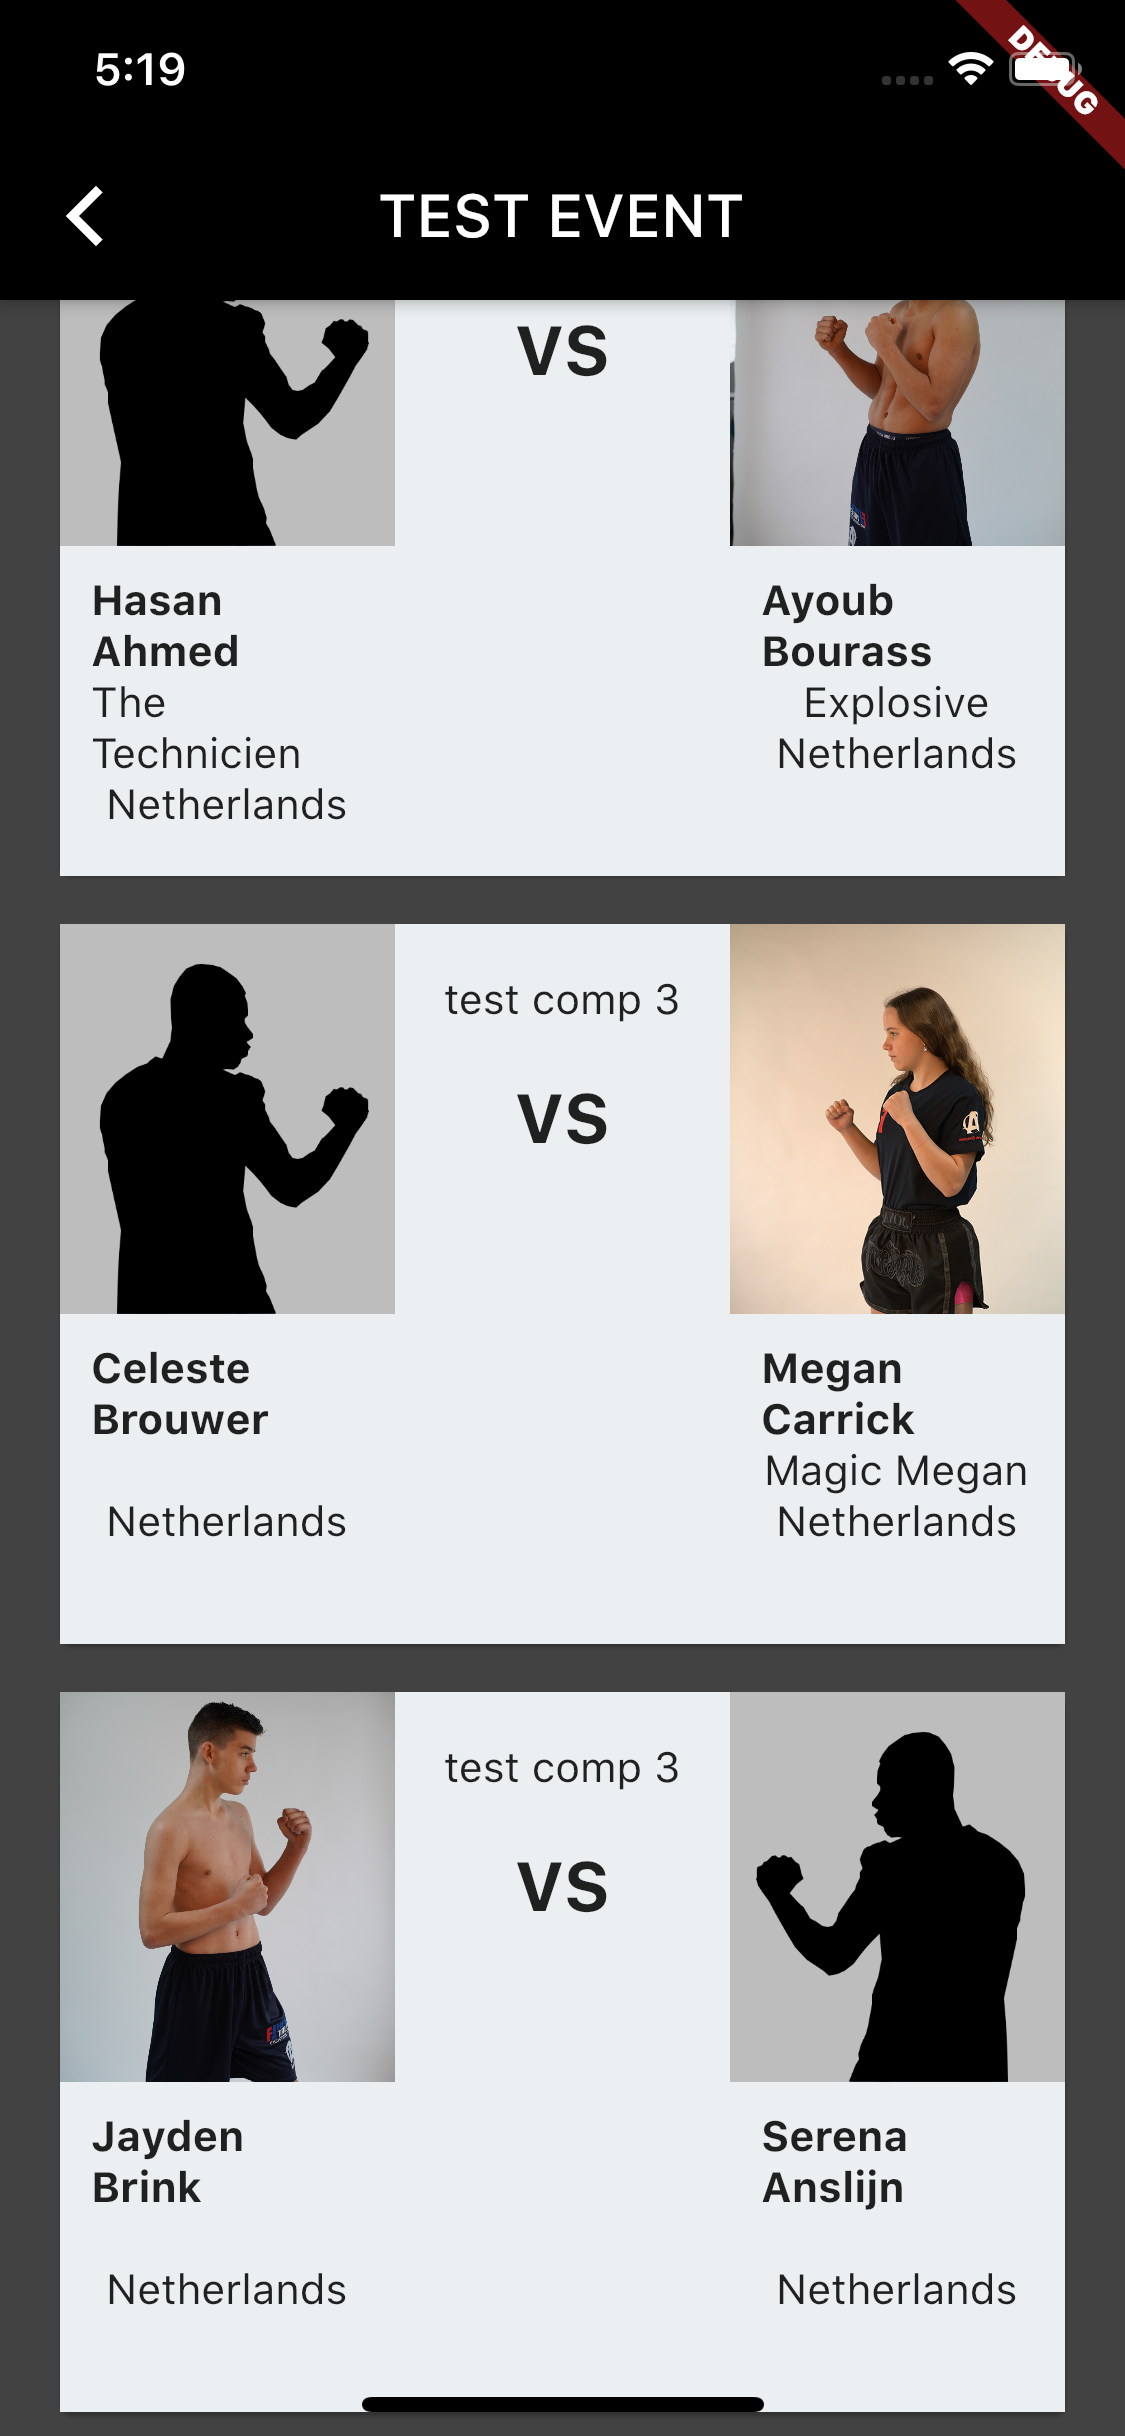 5:19
DEBUG
TEST EVENT
VS
Hasan
Ahmed
The
Technicien
Netherlands
Ayoub
Bourass
Explosive
Netherlands
test comp 3
VS
Celeste
Brouwer
Netherlands
Megan
Carrick
Magic Megan
Netherlands
test comp 3
VS
Jayden
Brink
Netherlands
Serena
Anslijn
Netherlands